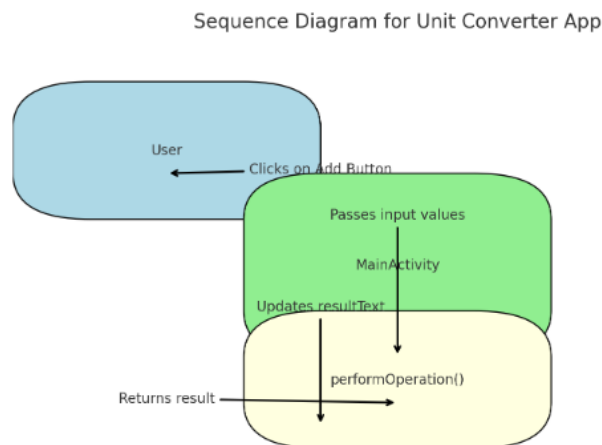 Sequence Diagram for Unit Converter App
User
Clicks on Add Button
Passes input values
MainActivity
Updates resultText
performOperation()
Returns result